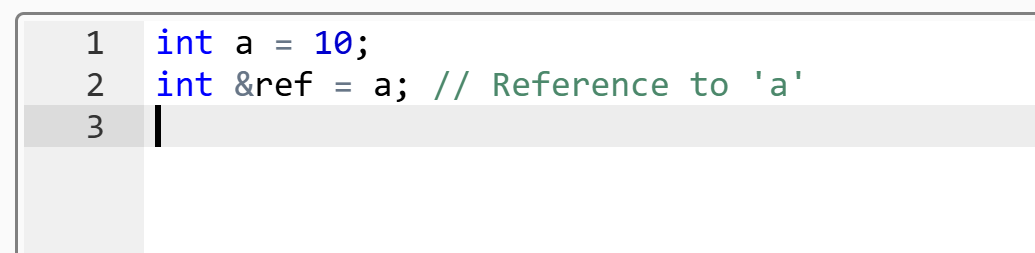 1 int a = 10;
2 int &ref = a; // Reference to 'a'
3